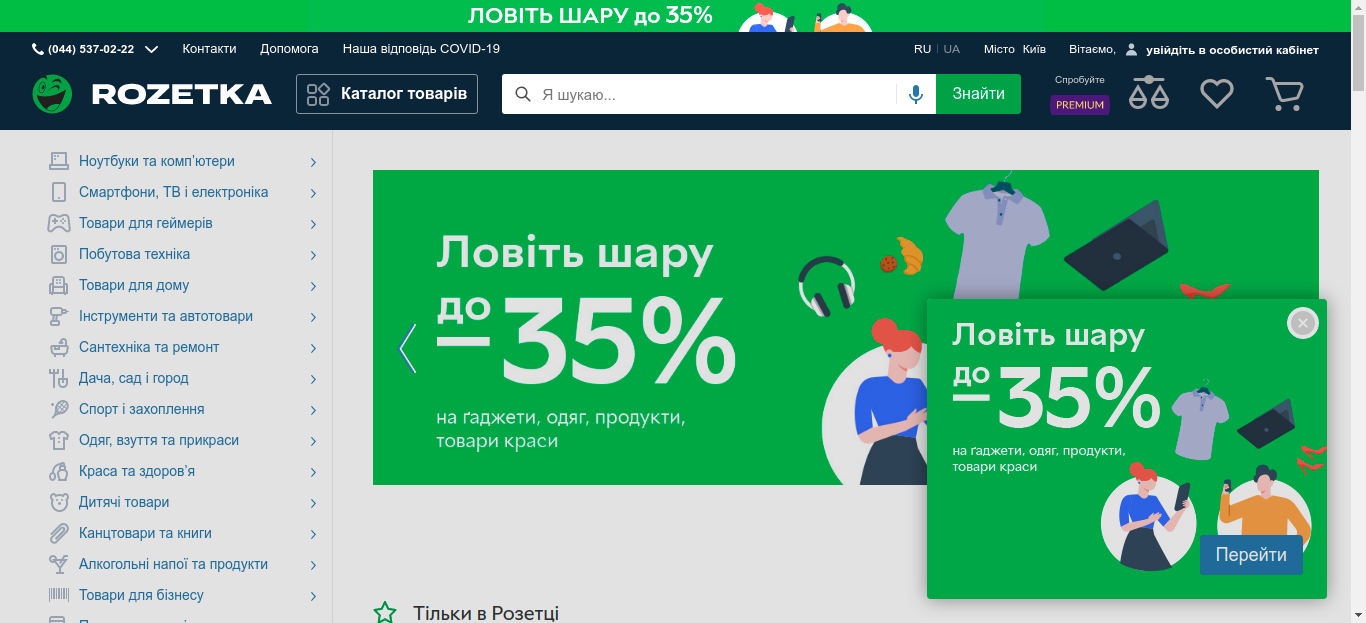 ЛОВІТЬ ШАРУ до 35%
(044) 537-02-22 Контакти Допомога Наша відповідь COVID-19 RU UA Місто Київ Вітаємо, увійдіть в особистий кабінет
ROZETKA Каталог товарів Я шукаю... Знайти
Спробуйте
PREMIUM
Ноутбуки та комп'ютери
Смартфони, ТВ і електроніка
Товари для геймерів
Побутова техніка
Товари для дому
Інструменти та автотовари
Сантехніка та ремонт
Дача, сад і город
Спорт і захоплення
Одяг, взуття та прикраси
Краса та здоров'я
Дитячі товари
Канцтовари та книги
Алкогольні напої та продукти
Товари для бізнесу
Ловіть шару
до
–35%
на ґаджети, одяг, продукти,
товари краси
Ловіть шару
до
–35%
на ґаджети, одяг, продукти,
товари краси
Перейти
Тільки в Розетці